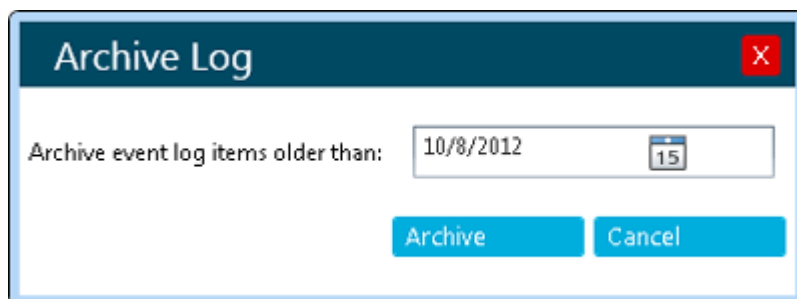 Archive Log X
Archive event log items older than: 10/8/2012 15
Archive Cancel